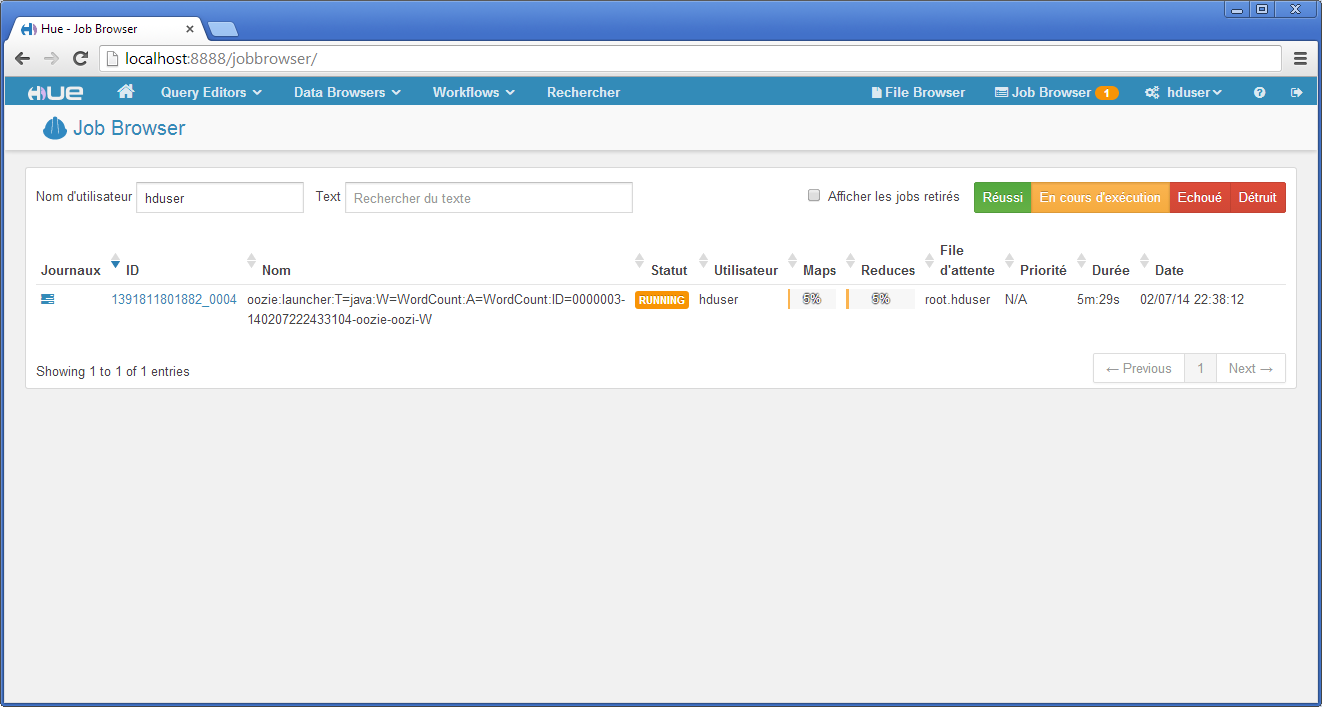 Hue - Job Browser
localhost:8888/jobbrowser/
HUE Query Editors Data Browsers Workflows Rechercher File Browser Job Browser 1 hduser
Job Browser
Nom d'utilisateur hduser Text Rechercher du texte Afficher les jobs retirés Réussi En cours d'exécution Echoué Détruit
Journaux ID Nom Statut Utilisateur Maps Reduces File d'attente Priorité Durée Date
1391811801882_0004 oozie:launcher:T=java:W=WordCount:A=WordCount:ID=0000003- RUNNING hduser 5% 5% root.hduser N/A 5m:29s 02/07/14 22:38:12
140207222433104-oozie-oozi-W
Showing 1 to 1 of 1 entries ← Previous 1 Next →